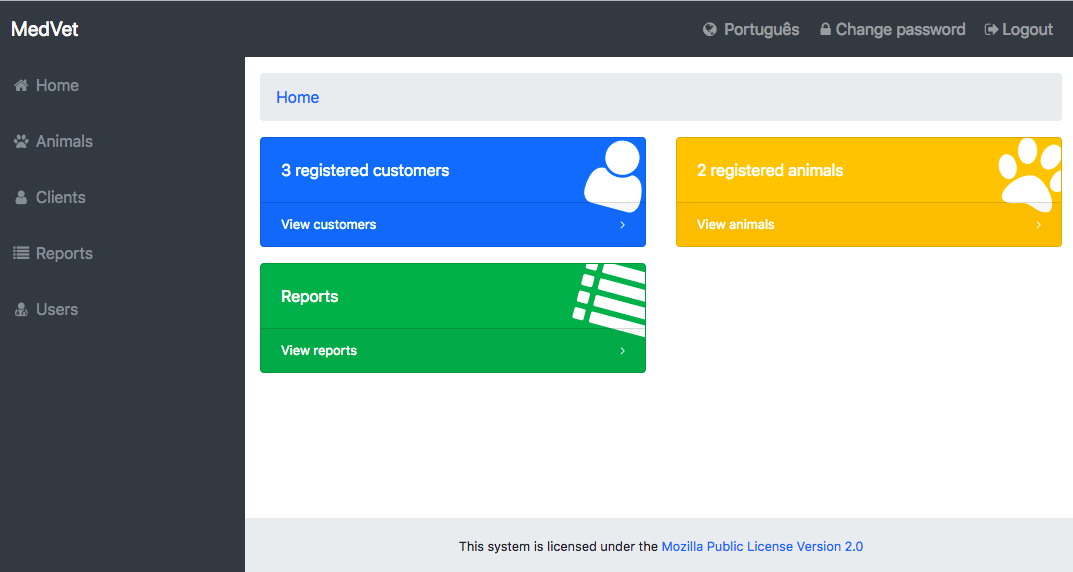 MedVet
Português Change password Logout
Home
Animals
Clients
Reports
Users
Home
3 registered customers
View customers
2 registered animals
View animals
Reports
View reports
This system is licensed under the Mozilla Public License Version 2.0